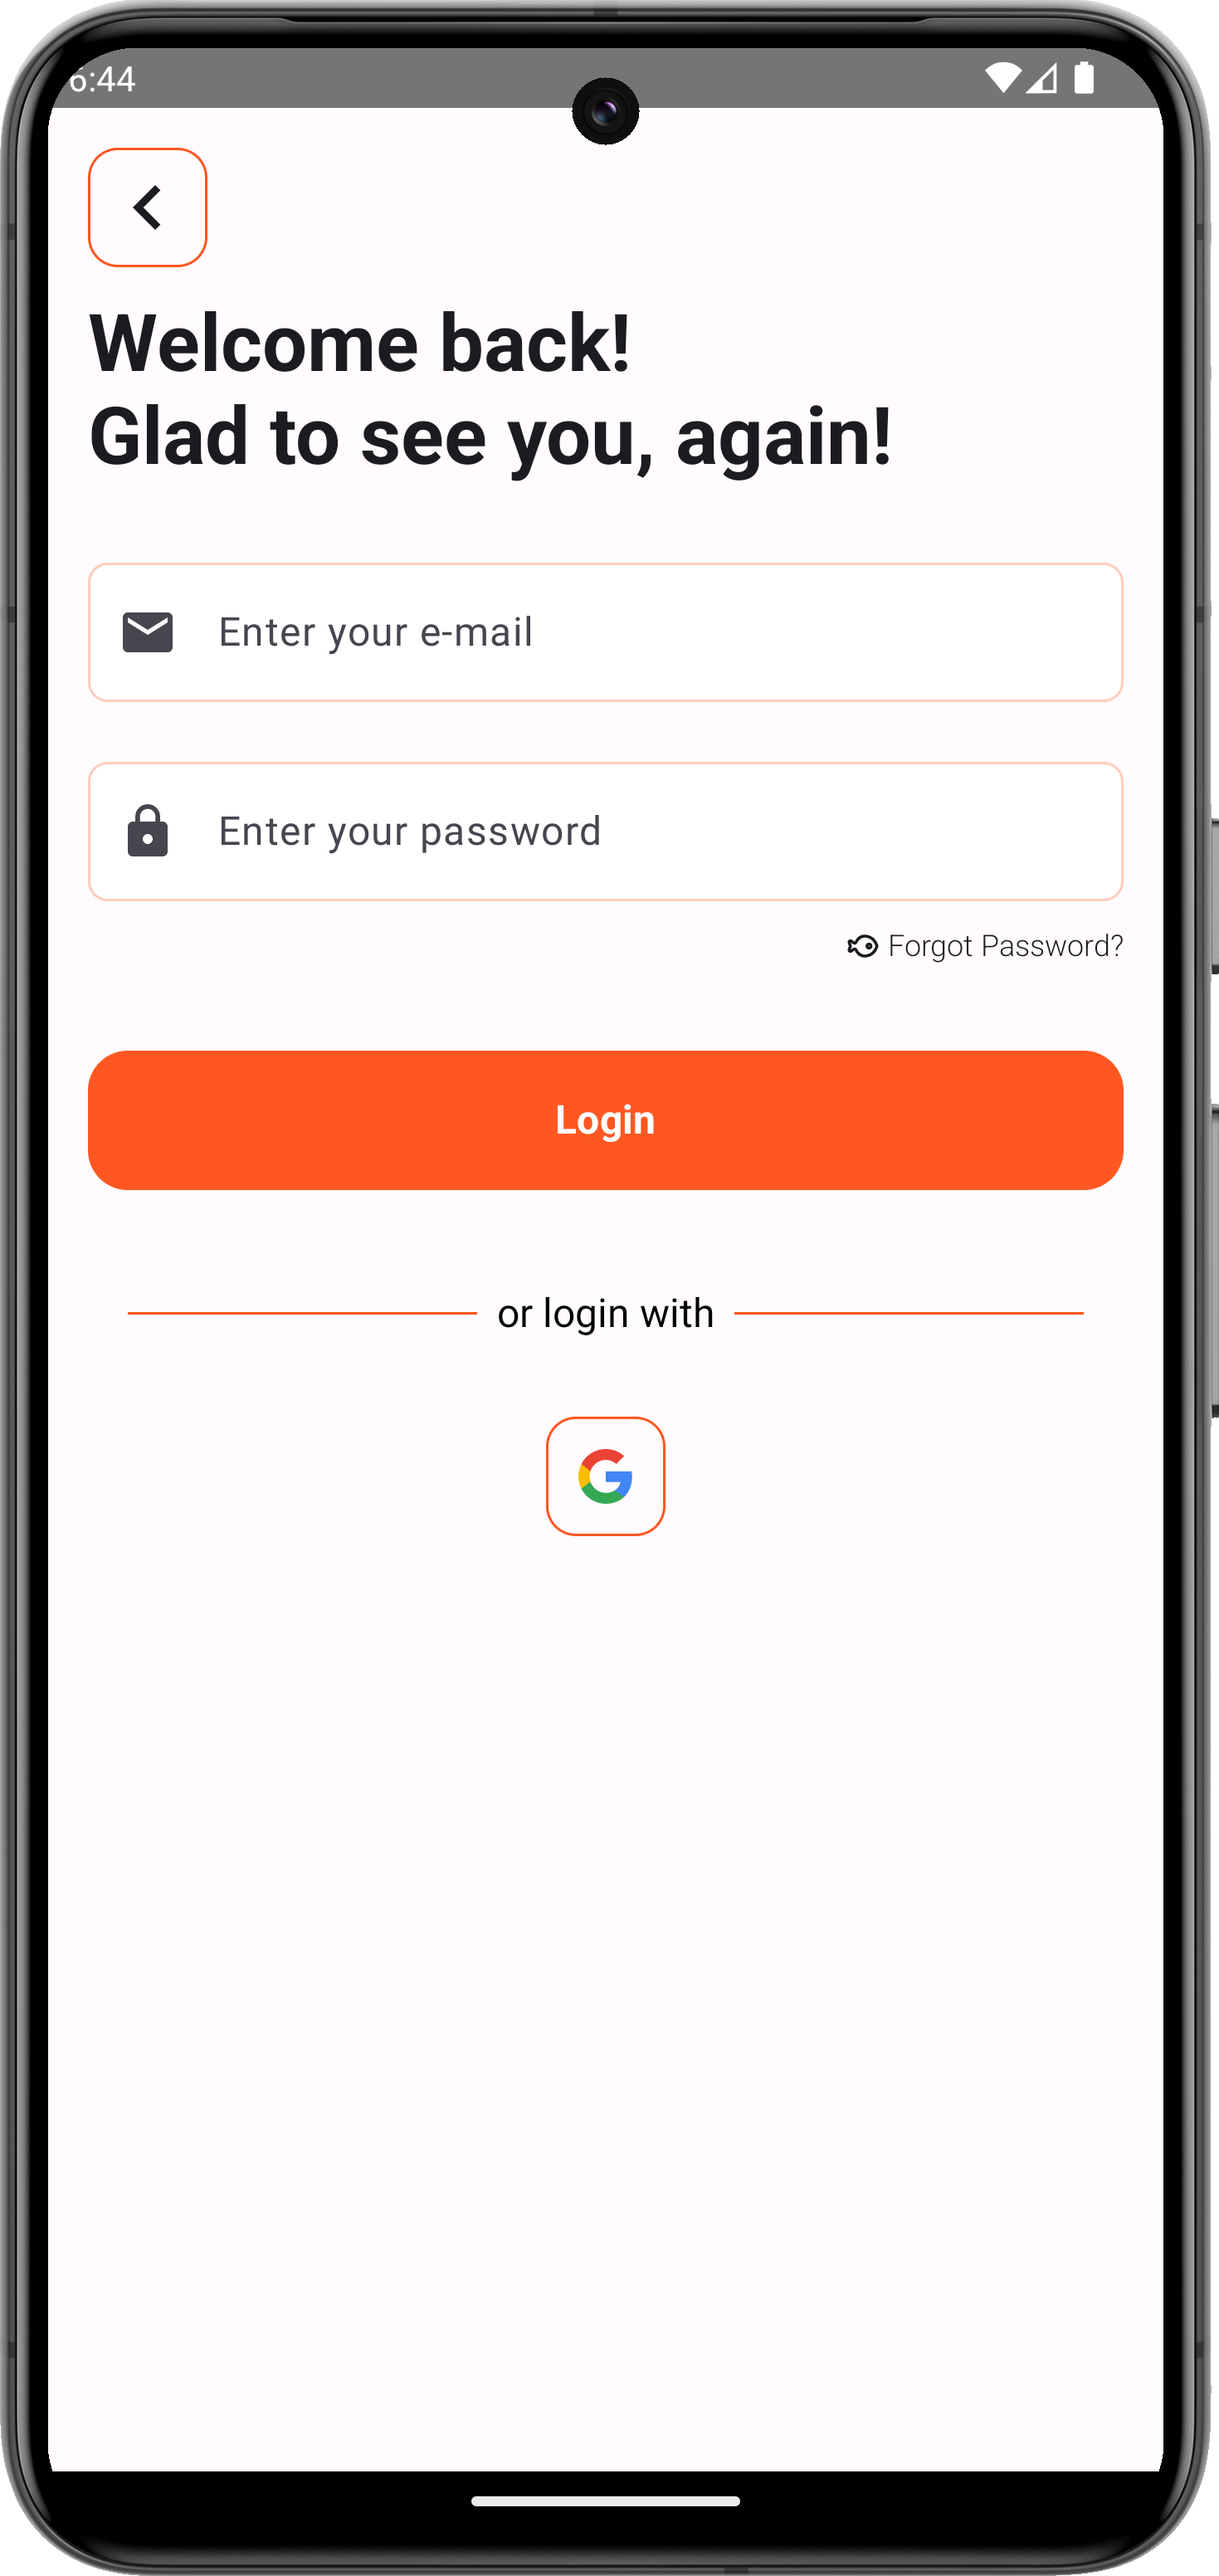 6:44
Welcome back!
Glad to see you, again!
Enter your e-mail
Enter your password
Forgot Password?
Login
or login with